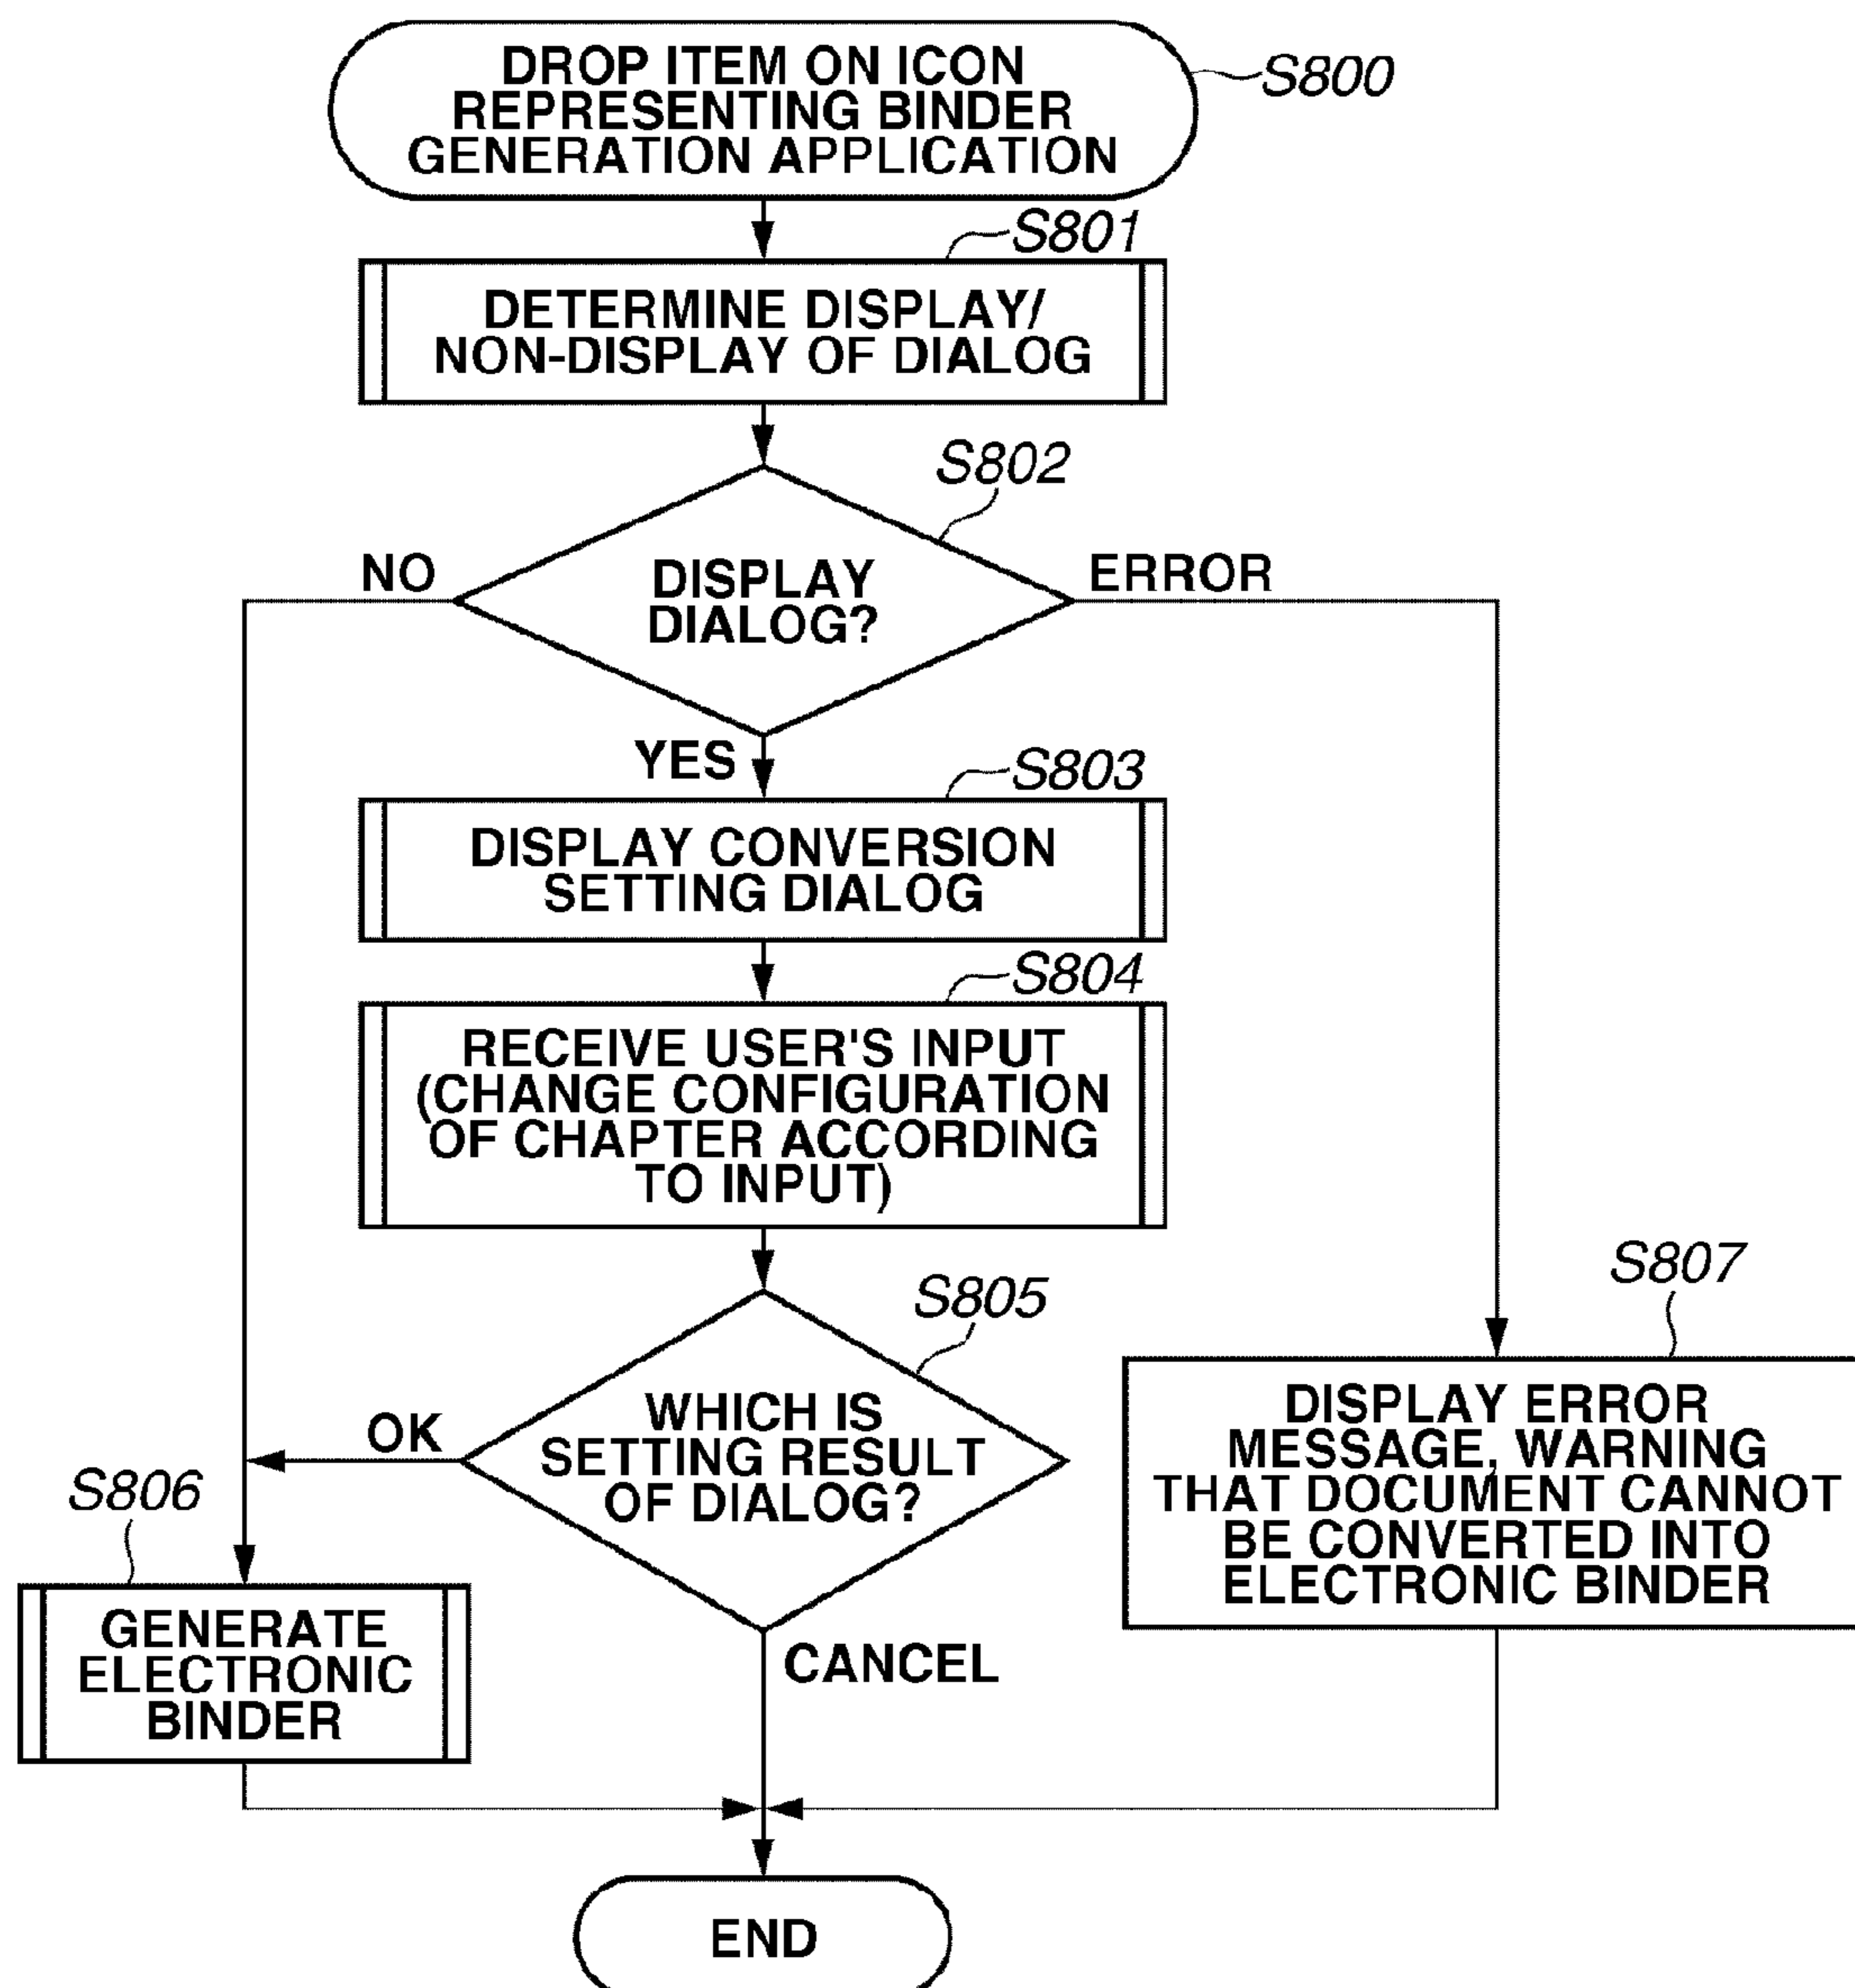 DROP ITEM ON ICON
REPRESENTING BINDER
GENERATION APPLICATION
S800
S801
DETERMINE DISPLAY/
NON-DISPLAY OF DIALOG
S802
NO
DISPLAY
DIALOG?
ERROR
YES
S803
DISPLAY CONVERSION
SETTING DIALOG
S804
RECEIVE USER'S INPUT
(CHANGE CONFIGURATION
OF CHAPTER ACCORDING
TO INPUT)
S805
WHICH IS
SETTING RESULT
OF DIALOG?
OK
CANCEL
S806
GENERATE
ELECTRONIC
BINDER
S807
DISPLAY ERROR
MESSAGE, WARNING
THAT DOCUMENT CANNOT
BE CONVERTED INTO
ELECTRONIC BINDER
END